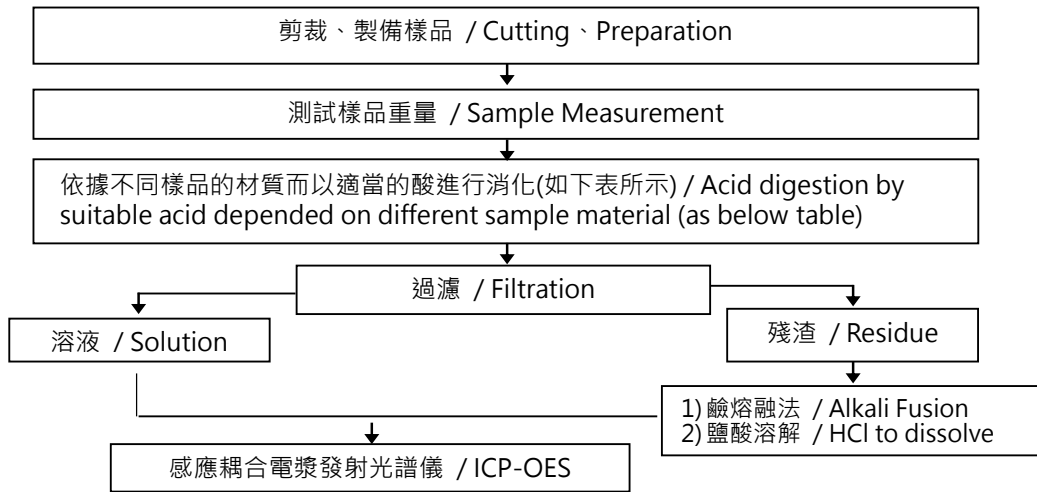 剪裁、製備樣品 / Cutting、Preparation
測試樣品重量 / Sample Measurement
依據不同樣品的材質而以適當的酸進行消化(如下表所示) / Acid digestion by
suitable acid depended on different sample material (as below table)
過濾 / Filtration
溶液 / Solution
殘渣 / Residue
1) 鹼熔融法 / Alkali Fusion
2) 鹽酸溶解 / HCl to dissolve
感應耦合電漿發射光譜儀 / ICP-OES